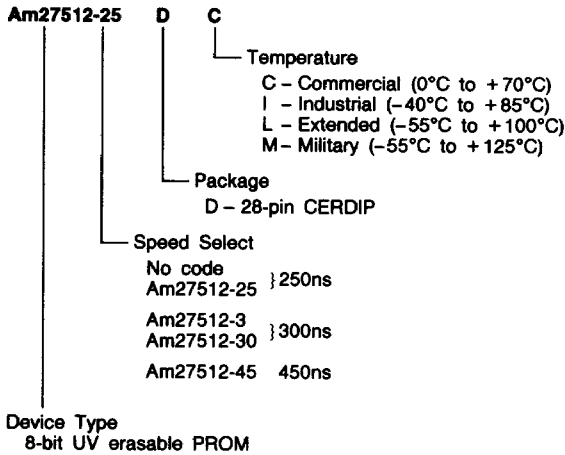 Am27512-25 D C
Temperature
C – Commercial (0°C to +70°C)
I – Industrial (–40°C to +85°C)
L – Extended (–55°C to +100°C)
M – Military (–55°C to +125°C)
Package
D – 28-pin CERDIP
Speed Select
No code
Am27512-25 } 250ns
Am27512-3
Am27512-30 } 300ns
Am27512-45 450ns
Device Type
8-bit UV erasable PROM